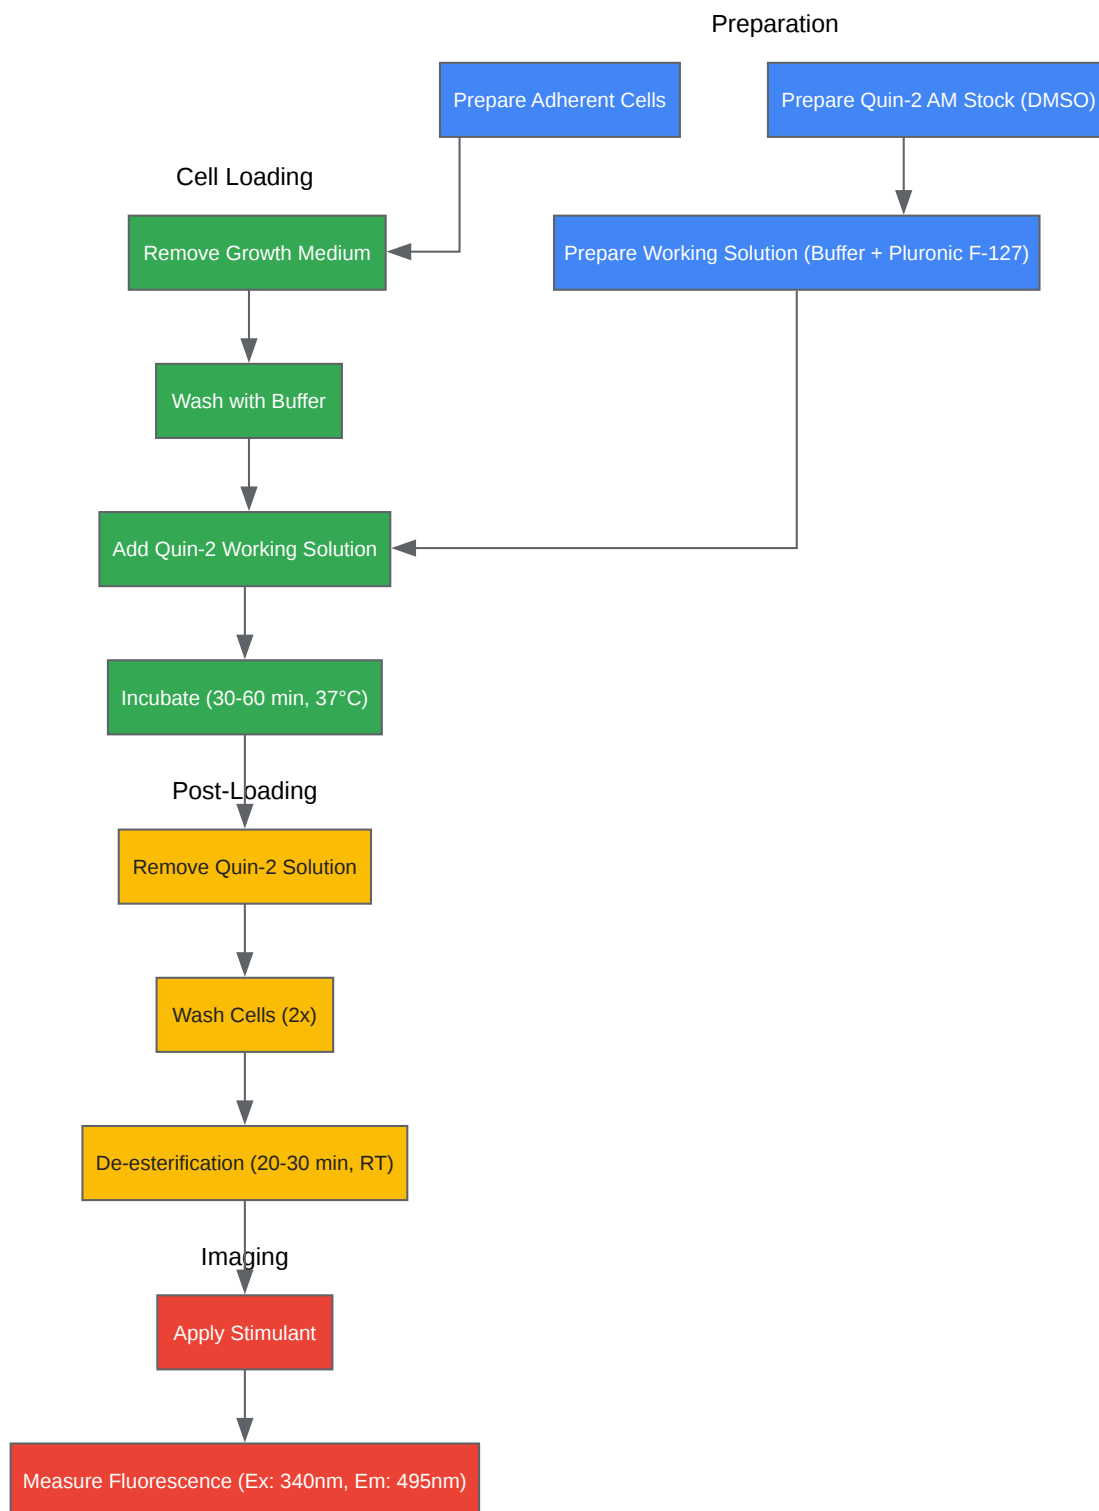 Preparation
Prepare Adherent Cells
Prepare Quin-2 AM Stock (DMSO)
Cell Loading
Remove Growth Medium
Prepare Working Solution (Buffer + Pluronic F-127)
Wash with Buffer
Add Quin-2 Working Solution
Incubate (30-60 min, 37°C)
Post-Loading
Remove Quin-2 Solution
Wash Cells (2x)
De-esterification (20-30 min, RT)
Imaging
Apply Stimulant
Measure Fluorescence (Ex: 340nm, Em: 495nm)